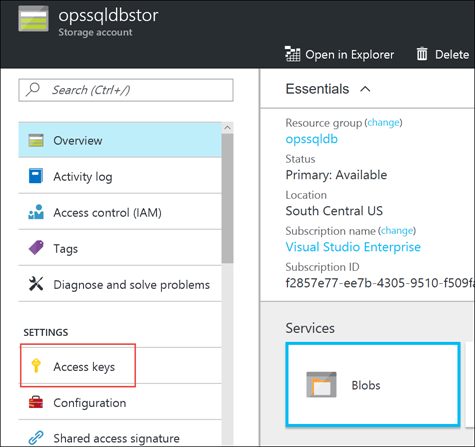 opssqldbstor
Storage account
Open in Explorer
Delete
Search (Ctrl+/)
Overview
Activity log
Access control (IAM)
Tags
Diagnose and solve problems
SETTINGS
Access keys
Configuration
Shared access signature
Essentials
Resource group (change)
opssqldb
Status
Primary: Available
Location
South Central US
Subscription name (change)
Visual Studio Enterprise
Subscription ID
f2857e77-ee7b-4305-9510-f509fa
Services
Blobs